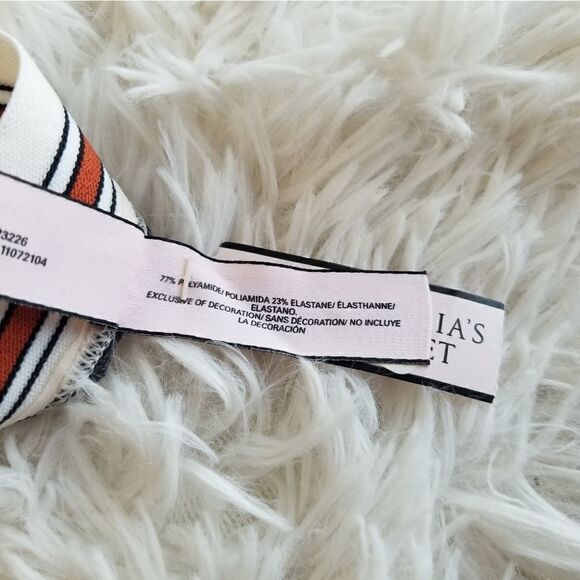 23226
11072104
77% POLYAMIDE/ POLIAMIDA 23% ELASTANE/ ÉLASTHANNE/
ELASTANO.
EXCLUSIVE OF DECORATION/ SANS DÉCORATION/ NO INCLUYE
LA DECORACIÓN
IA'S
ET